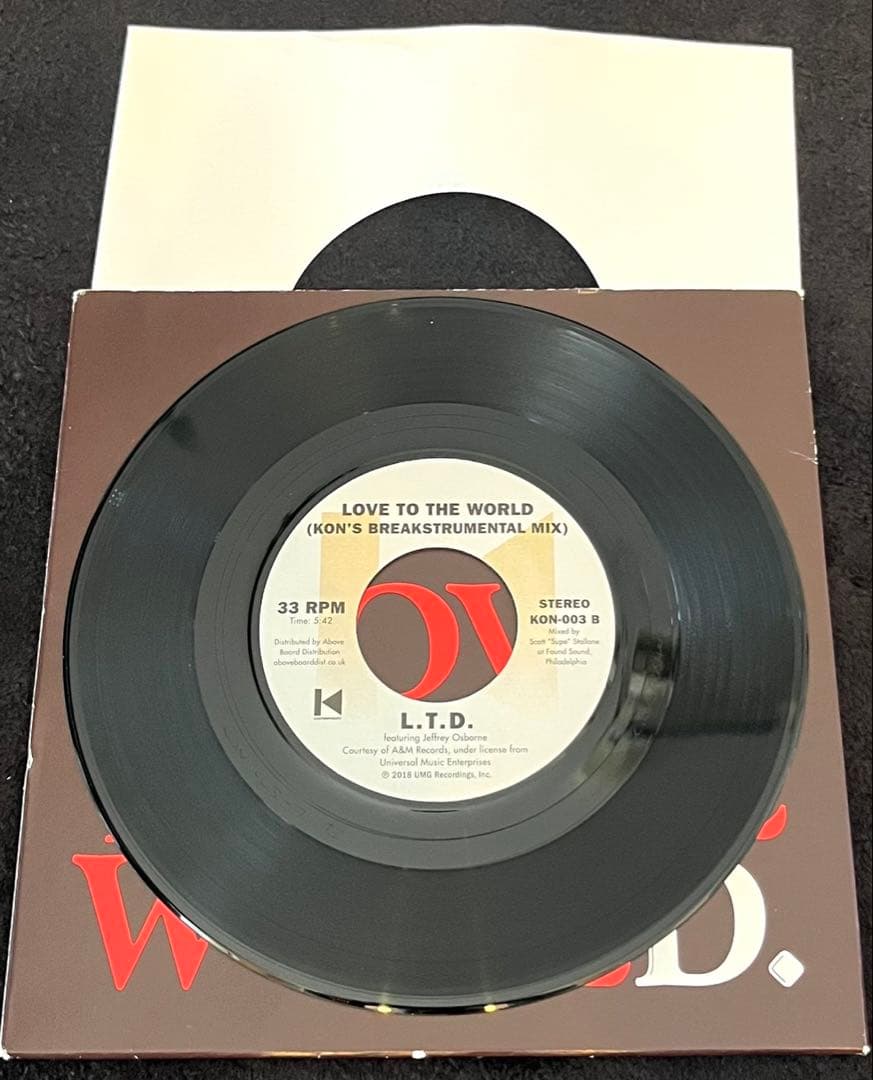 LOVE TO THE WORLD
(KON'S BREAKSTRUMENTAL MIX)
33 RPM
Time: 5:42
Distributed by Above
Board Distribution
aboveboarddist.co.uk
STEREO
KON-003 B
Mixed by
Scott "Supe" Stallone
at Found Sound,
Philadelphia
OV
L.T.D.
featuring Jeffrey Osborne
Courtesy of A&M Records, under license from
Universal Music Enterprises
℗ 2018 UMG Recordings, Inc.
W D.